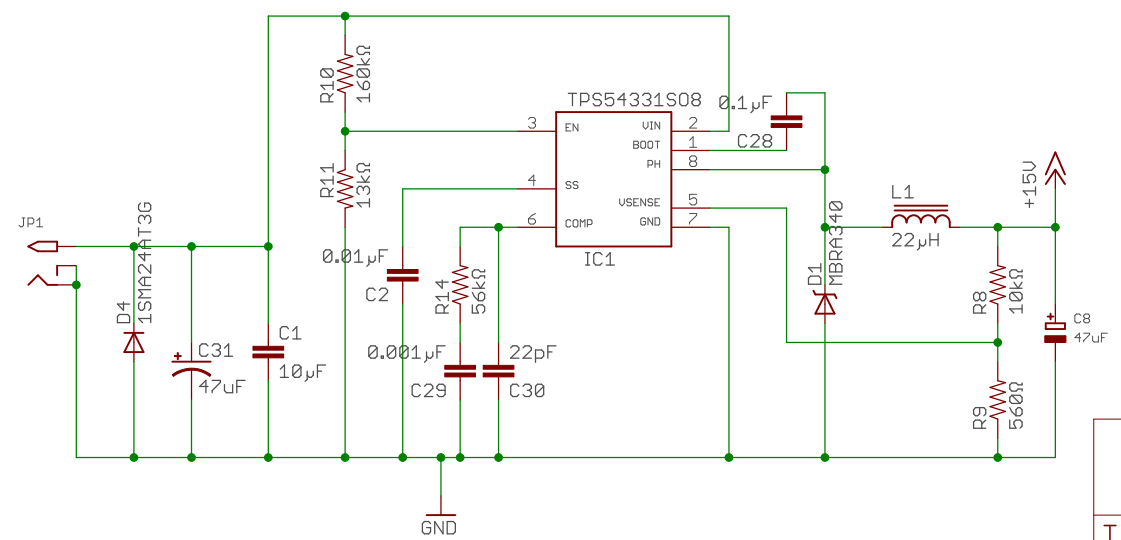 R10
160kΩ
TPS54331SO8
0.1µF
C28
3
EN
VIN
2
BOOT
1
PH
8
4
SS
VSENSE
5
6
COMP
GND
7
IC1
R11
13kΩ
JP1
D4
1SMA24AT3G
C31
47uF
C1
10µF
0.01µF
C2
R14
56kΩ
0.001µF
C29
22pF
C30
D1
MBRA340
L1
22µH
+15V
R8
10kΩ
C8
47uF
R9
560Ω
GND
T